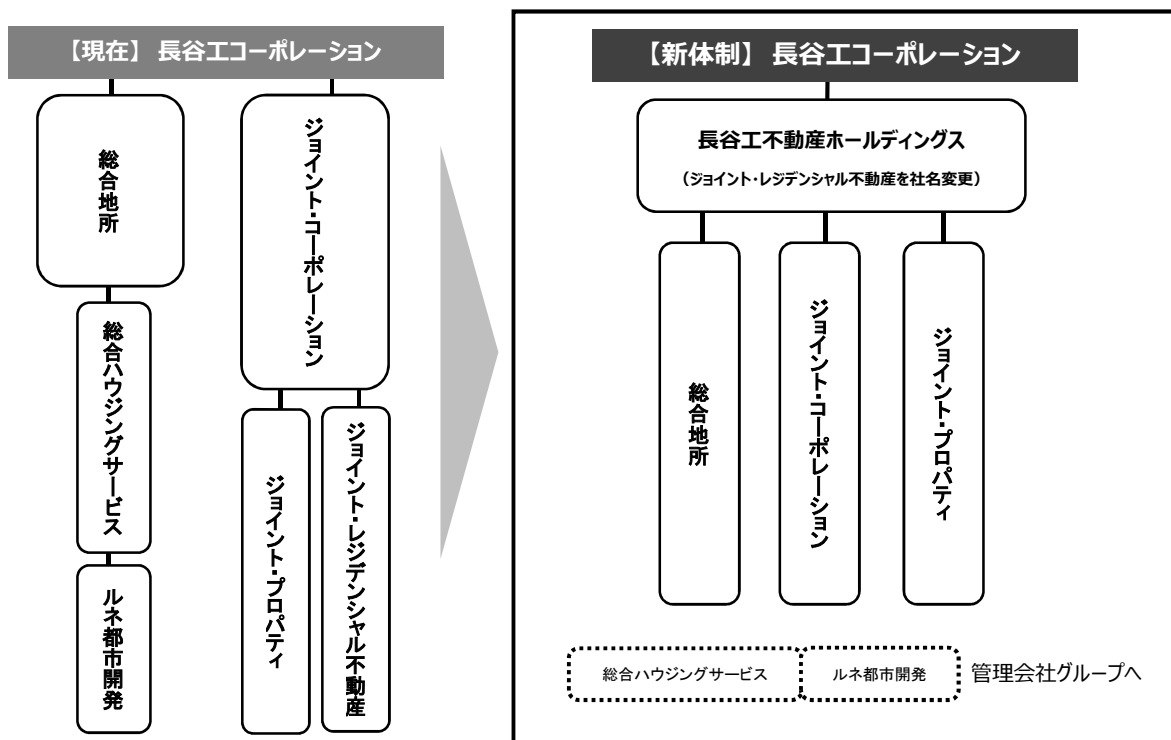 【現在】 長谷工コーポレーション
総合地所
総合ハウジングサービス
ルネ都市開発
ジョイント・コーポレーション
ジョイント・プロパティ
ジョイント・レジデンシャル不動産
【新体制】 長谷工コーポレーション
長谷工不動産ホールディングス
（ジョイント・レジデンシャル不動産を社名変更）
総合地所
ジョイント・コーポレーション
ジョイント・プロパティ
総合ハウジングサービス
ルネ都市開発
管理会社グループへ